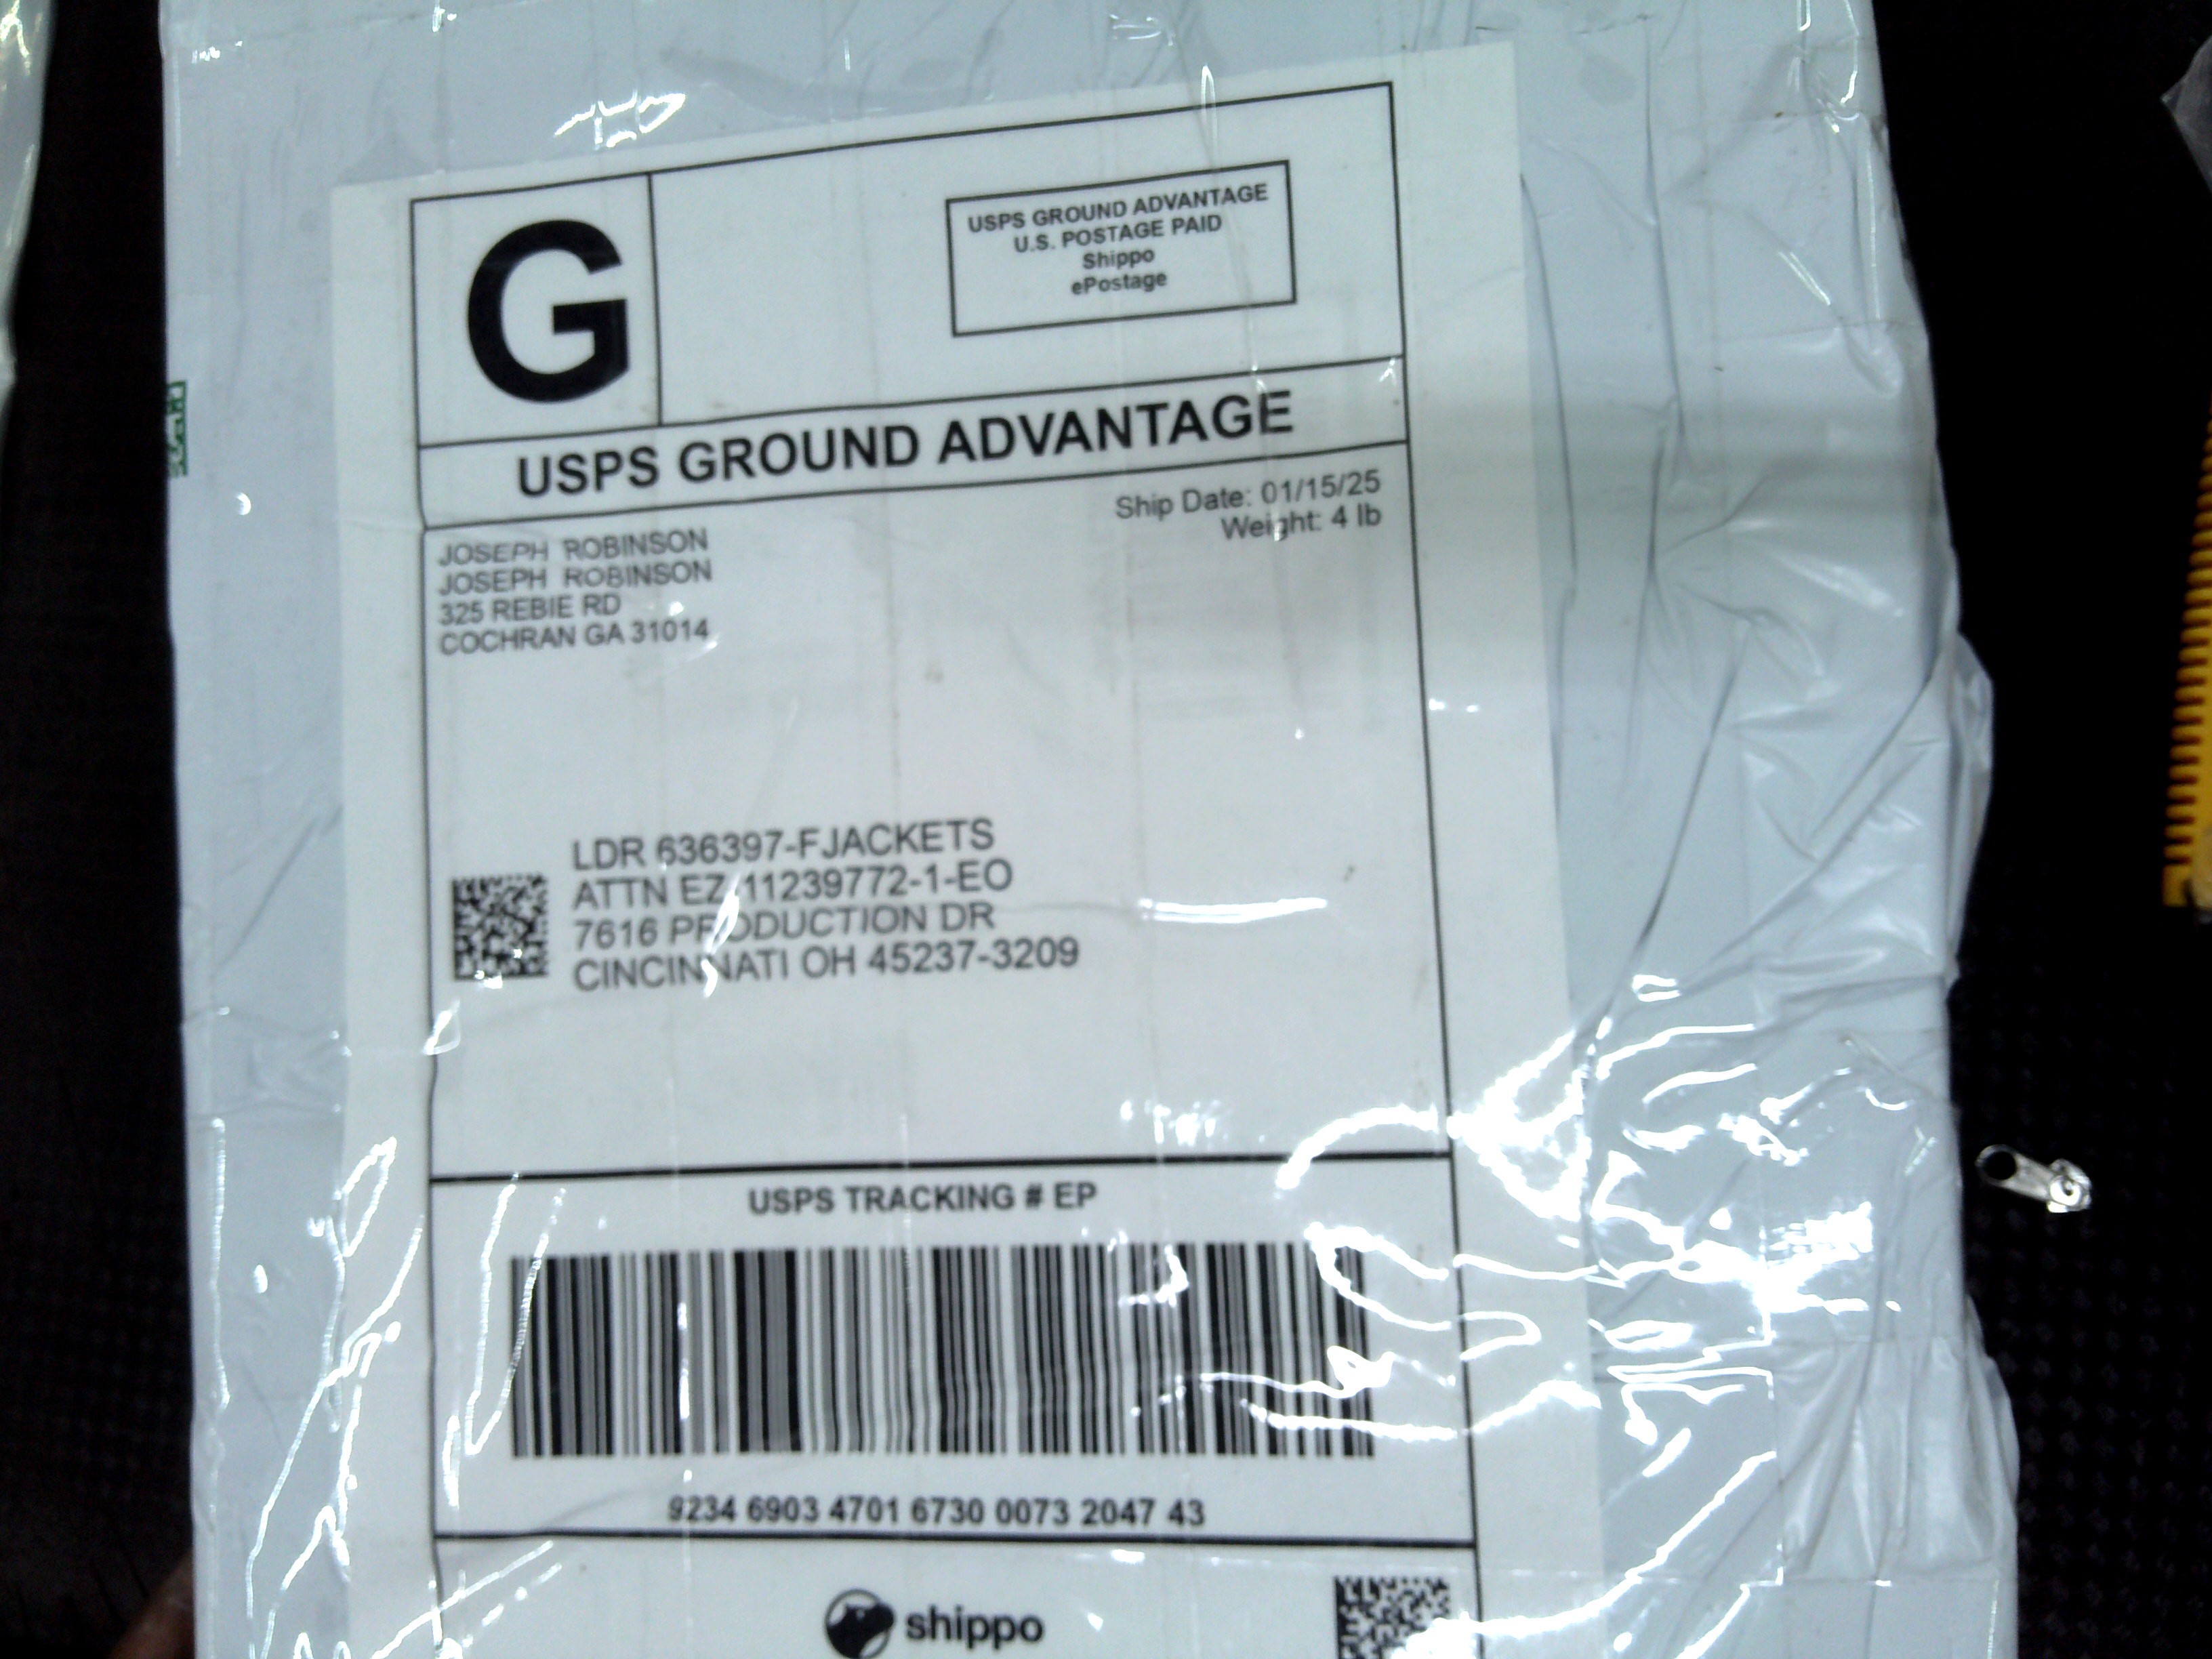 G
USPS GROUND ADVANTAGE
U.S. POSTAGE PAID
Shippo
ePostage
USPS GROUND ADVANTAGE
Ship Date: 01/15/25
Weight: 4 lb
JOSEPH ROBINSON
JOSEPH ROBINSON
325 REBIE RD
COCHRAN GA 31014
LDR 636397-FJACKETS
ATTN EZ 11239772-1-EO
7616 PRODUCTION DR
CINCINNATI OH 45237-3209
USPS TRACKING # EP
9234 6903 4701 6730 0073 2047 43
shippo